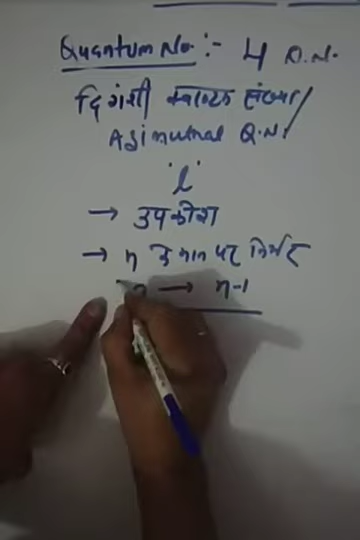 Quantum No. :- 4 Q.N.
दिगंशी क्वाण्टम संख्या/
Azimuthal Q.N.
'l'
→ उपकोश
→ n के मान पर निर्भर
→ n-1